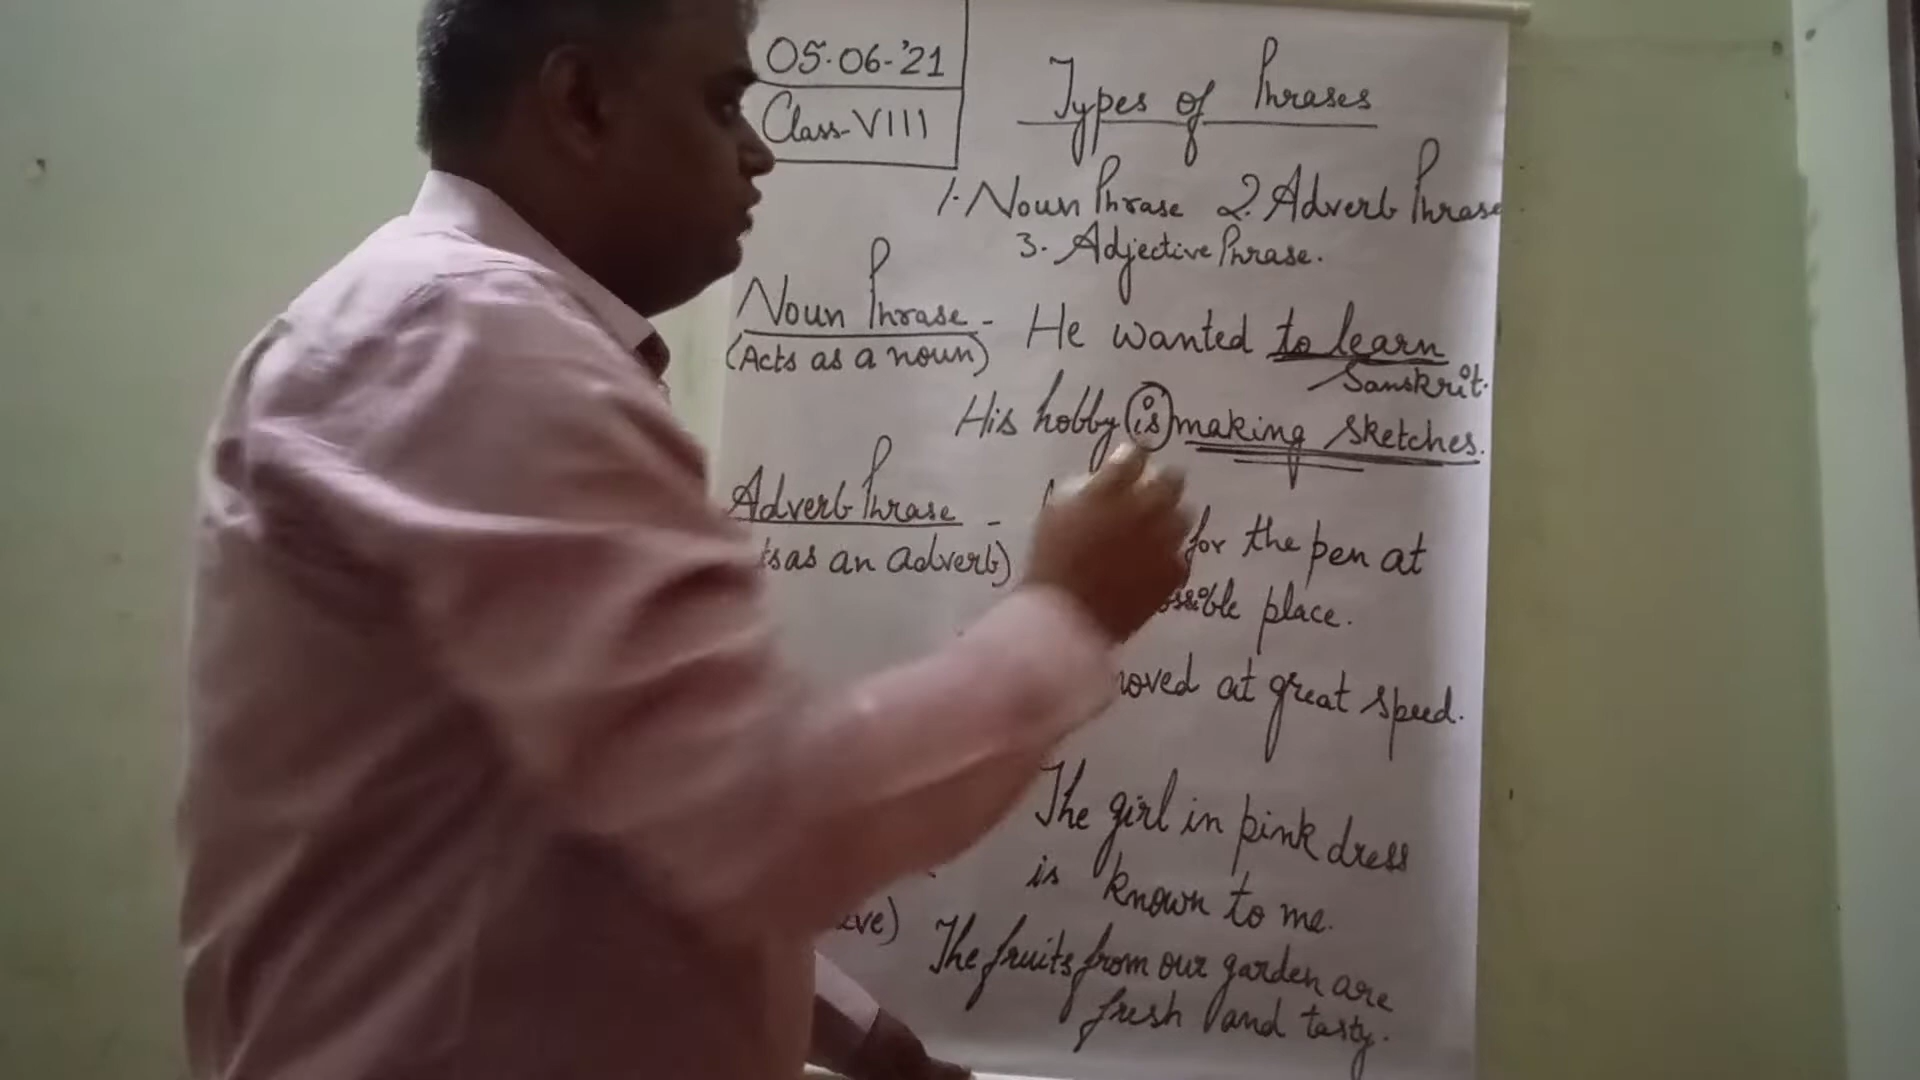 05.06-'21
Class-VIII
Types of Phrases
1. Noun Phrase 2. Adverb Phrase
3. Adjective Phrase.
Noun Phrase - He wanted to learn
(Acts as a noun) Sanskrit.
His hobby is making sketches.
Adverb Phrase - for the pen at
as an adverb) place.
at great speed.
The girl in pink dress
is known to me.
The fruits from our garden are
fresh and tasty.